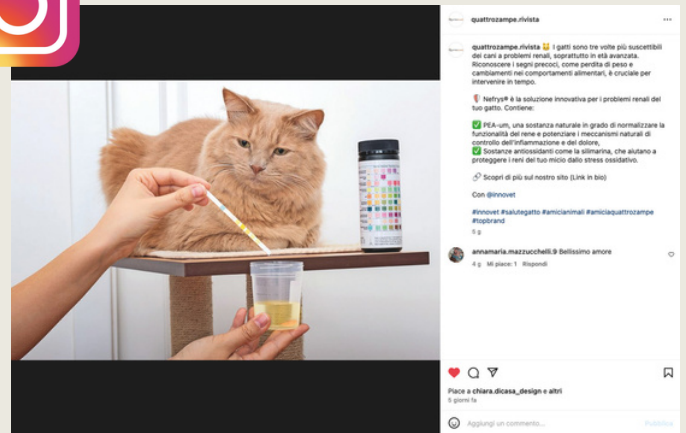 quattrozampe.rivista
quattrozampe.rivista 🐱 I gatti sono tre volte più suscettibili
dei cani a problemi renali, soprattutto in età avanzata.
Riconoscere i segni precoci, come perdita di peso e
cambiamenti nei comportamenti alimentari, è cruciale per
intervenire in tempo.
Nefrys® è la soluzione innovativa per i problemi renali del
tuo gatto. Contiene:
✅ PEA-um, una sostanza naturale in grado di normalizzare la
funzionalità del rene e potenziare i meccanismi naturali di
controllo dell'infiammazione e del dolore,
✅ Sostanze antiossidanti come la silimarina, che aiutano a
proteggere i reni del tuo micio dallo stress ossidativo.
🔗 Scopri di più sul nostro sito (Link in bio)
Con @innovet
#innovet #salutegatto #amicianimali #amiciaquattrozampe
#topbrand
5 g
annamaria.mazzucchelli.9 Bellissimo amore
4 g Mi piace: 1 Rispondi
Piace a chiara.dicasa_design e altri
5 giorni fa
Aggiungi un commento...
Pubblica